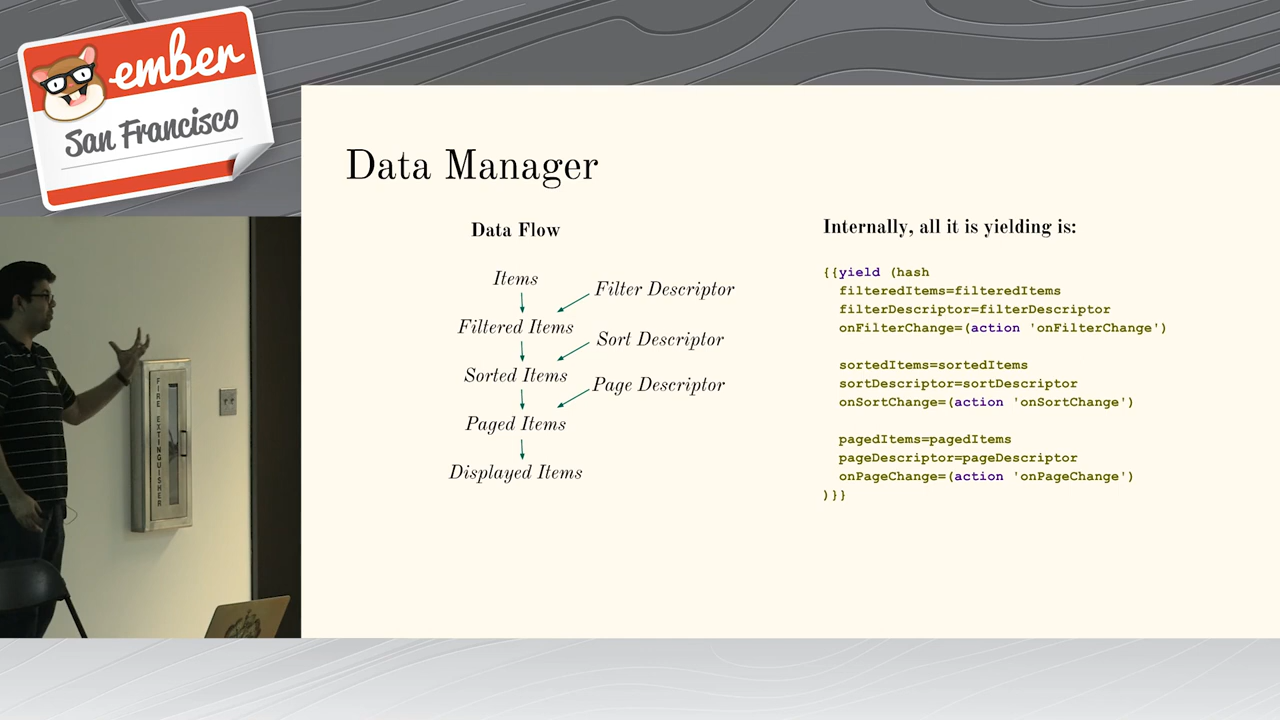 ember
San Francisco
Data Manager
Data Flow
Items
Filter Descriptor
Filtered Items
Sort Descriptor
Sorted Items
Page Descriptor
Paged Items
Displayed Items
Internally, all it is yielding is:
{{yield (hash
filteredItems=filteredItems
filterDescriptor=filterDescriptor
onFilterChange=(action 'onFilterChange')
sortedItems=sortedItems
sortDescriptor=sortDescriptor
onSortChange=(action 'onSortChange')
pagedItems=pagedItems
pageDescriptor=pageDescriptor
onPageChange=(action 'onPageChange')
)}}
FIRE EXTINGUISHER